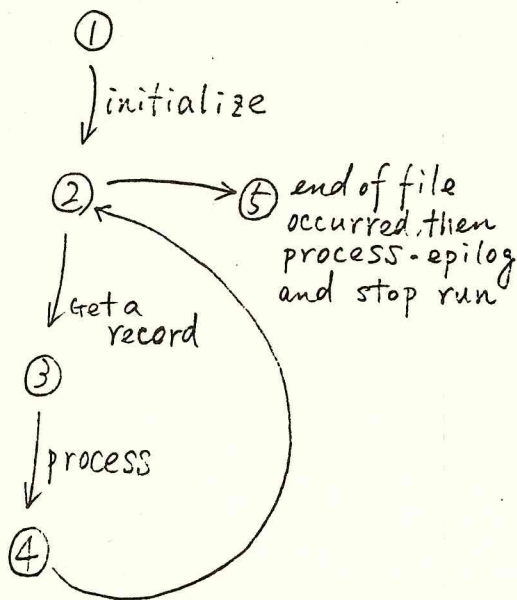 ①
initialize
②
⑤ end of file
occurred, then
process-epilog
and stop run
Get a
record
③
process
④